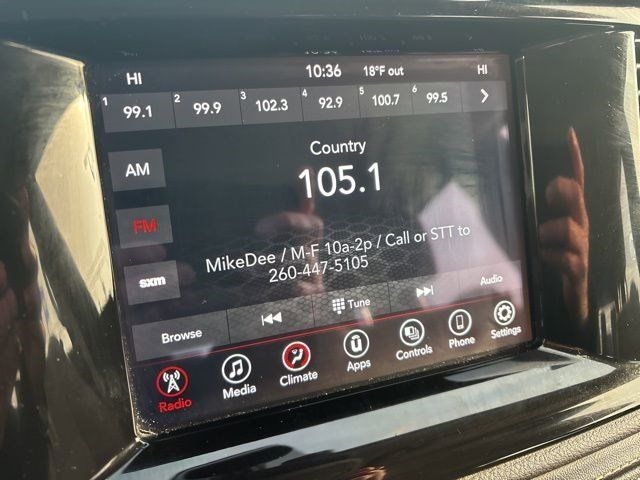 HI 10:36 18°F out HI
1 99.1 2 99.9 3 102.3 4 92.9 5 100.7 6 99.5
Country
AM
105.1
FM
MikeDee / M-F 10a-2p / Call or STT to
260-447-5105
sxm
Browse Tune Audio
Radio Media Climate Apps Controls Phone Settings